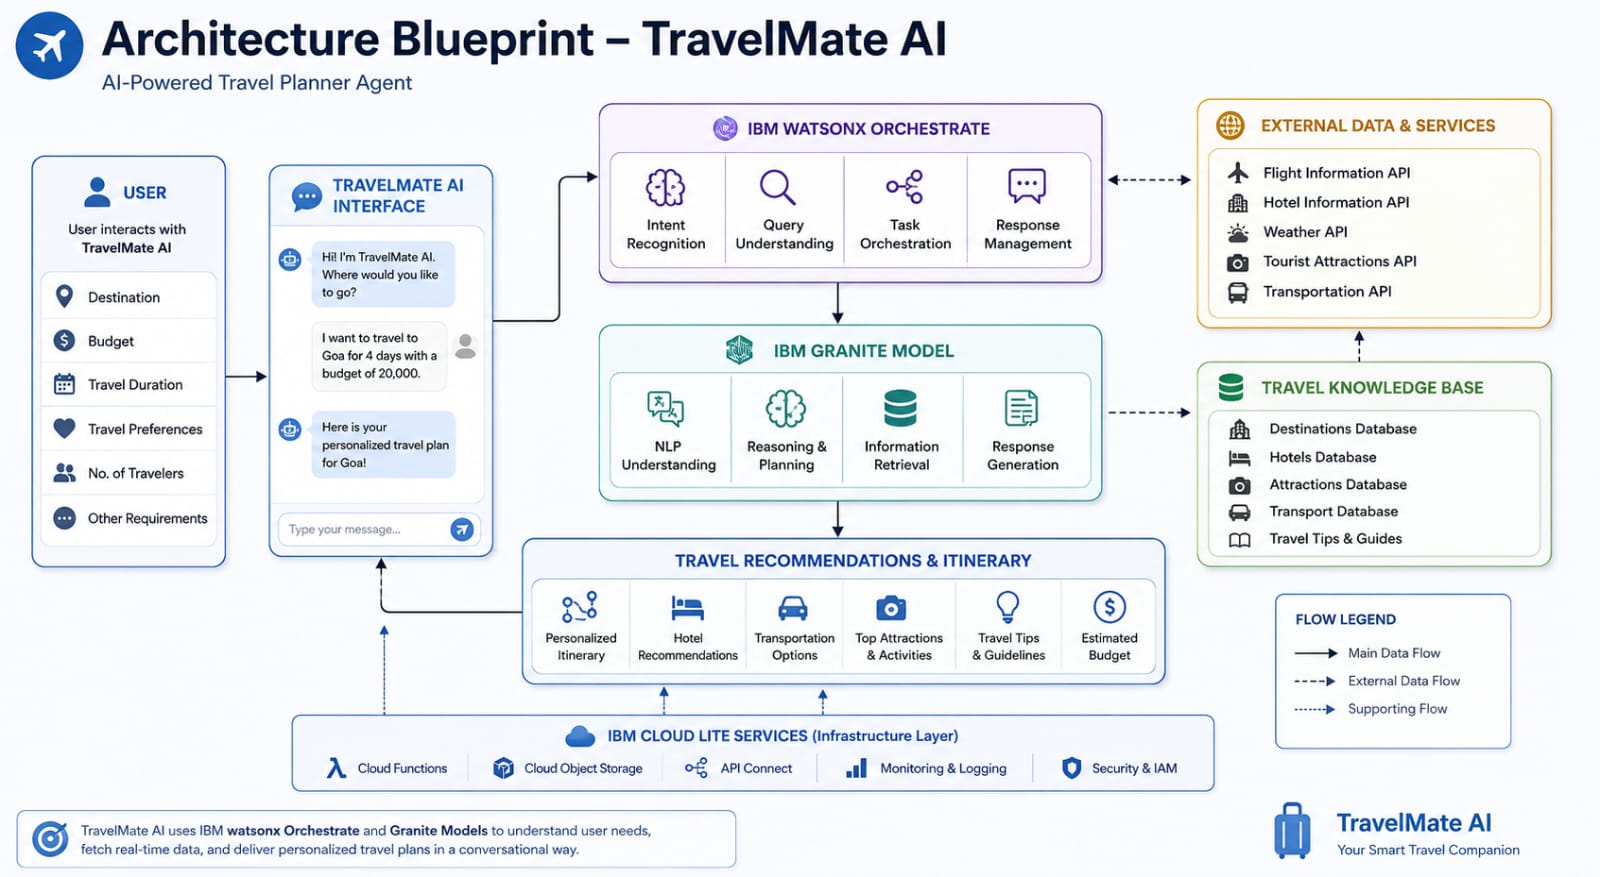 Architecture Blueprint – TravelMate AI
AI-Powered Travel Planner Agent
USER
User interacts with
TravelMate AI
Destination
Budget
Travel Duration
Travel Preferences
No. of Travelers
Other Requirements
TRAVELMATE AI
INTERFACE
Hi! I'm TravelMate AI.
Where would you like
to go?
I want to travel to
Goa for 4 days with a
budget of 20,000.
Here is your
personalized travel plan
for Goa!
Type your message...
IBM WATSONX ORCHESTRATE
Intent
Recognition
Query
Understanding
Task
Orchestration
Response
Management
IBM GRANITE MODEL
NLP
Understanding
Reasoning &
Planning
Information
Retrieval
Response
Generation
TRAVEL RECOMMENDATIONS & ITINERARY
Personalized
Itinerary
Hotel
Recommendations
Transportation
Options
Top Attractions
& Activities
Travel Tips
& Guidelines
Estimated
Budget
EXTERNAL DATA & SERVICES
Flight Information API
Hotel Information API
Weather API
Tourist Attractions API
Transportation API
TRAVEL KNOWLEDGE BASE
Destinations Database
Hotels Database
Attractions Database
Transport Database
Travel Tips & Guides
FLOW LEGEND
Main Data Flow
External Data Flow
Supporting Flow
IBM CLOUD LITE SERVICES (Infrastructure Layer)
Cloud Functions
Cloud Object Storage
API Connect
Monitoring & Logging
Security & IAM
TravelMate AI uses IBM watsonx Orchestrate and Granite Models to understand user needs,
fetch real-time data, and deliver personalized travel plans in a conversational way.
TravelMate AI
Your Smart Travel Companion